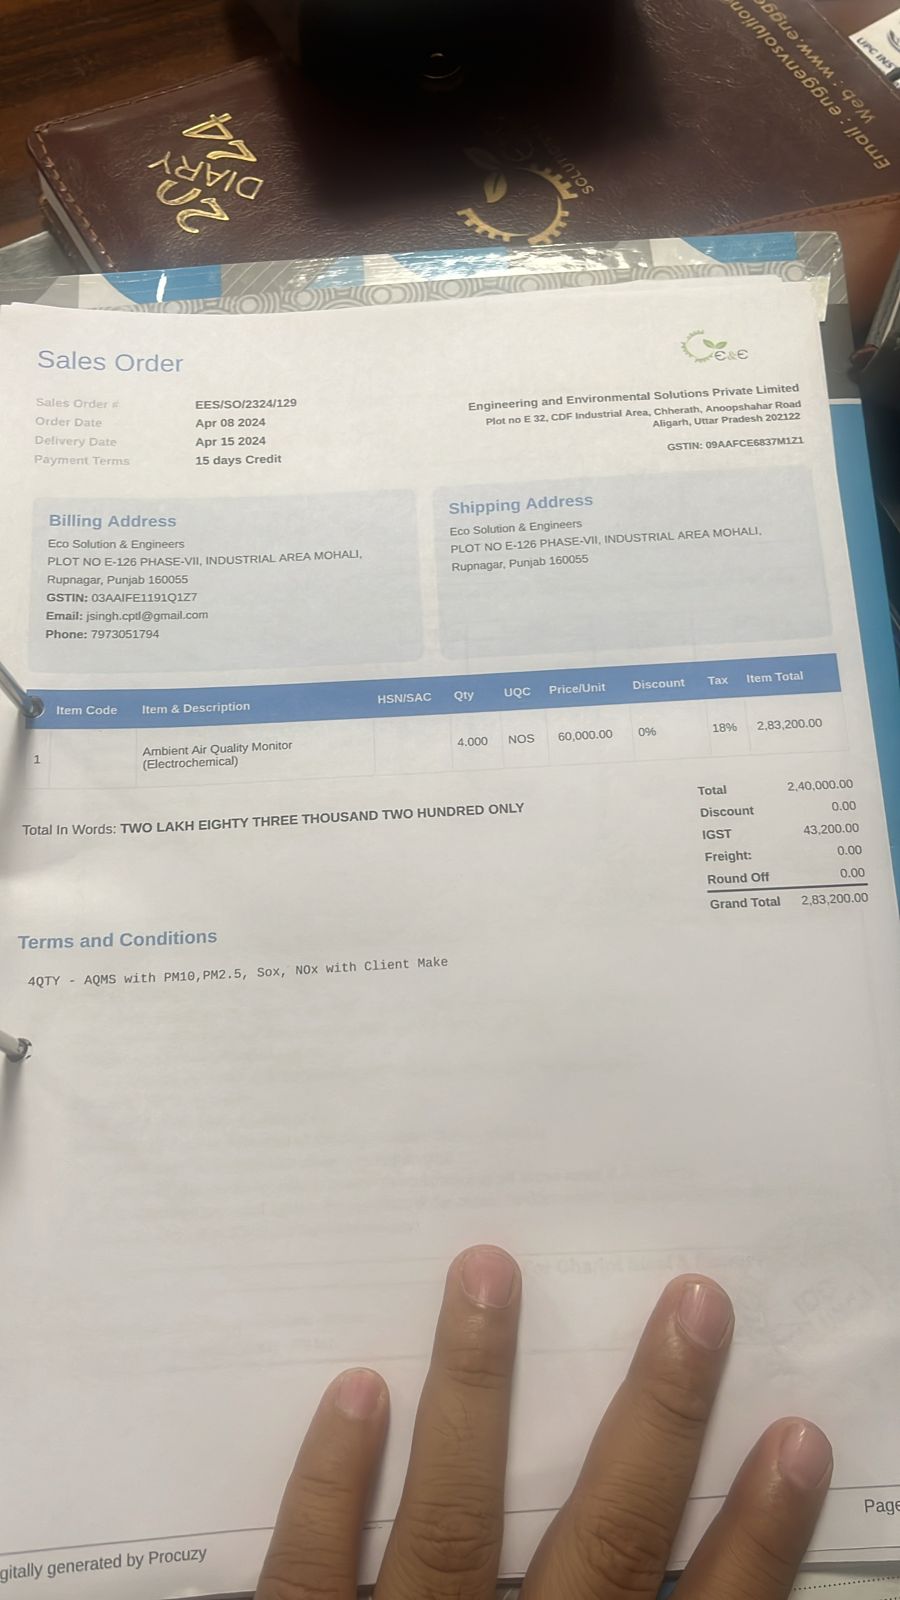 Email : enggenvsolution
Web : www.engg
UPC INS
2024
DIARY
Sales Order
E&E
Sales Order # EES/SO/2324/129
Order Date Apr 08 2024
Delivery Date Apr 15 2024
Payment Terms 15 days Credit
Engineering and Environmental Solutions Private Limited
Plot no E 32, CDF Industrial Area, Chherath, Anoopshahar Road
Aligarh, Uttar Pradesh 202122
GSTIN: 09AAFCE6837M1Z1
Billing Address
Eco Solution & Engineers
PLOT NO E-126 PHASE-VII, INDUSTRIAL AREA MOHALI,
Rupnagar, Punjab 160055
GSTIN: 03AAIFE1191Q1Z7
Email: jsingh.cptl@gmail.com
Phone: 7973051794
Shipping Address
Eco Solution & Engineers
PLOT NO E-126 PHASE-VII, INDUSTRIAL AREA MOHALI,
Rupnagar, Punjab 160055
Item Code Item & Description HSN/SAC Qty UQC Price/Unit Discount Tax Item Total
1 Ambient Air Quality Monitor 4.000 NOS 60,000.00 0% 18% 2,83,200.00
(Electrochemical)
Total In Words: TWO LAKH EIGHTY THREE THOUSAND TWO HUNDRED ONLY
Total 2,40,000.00
Discount 0.00
IGST 43,200.00
Freight: 0.00
Round Off 0.00
Grand Total 2,83,200.00
Terms and Conditions
4QTY - AQMS with PM10,PM2.5, Sox, NOx with Client Make
Page
gitally generated by Procuzy